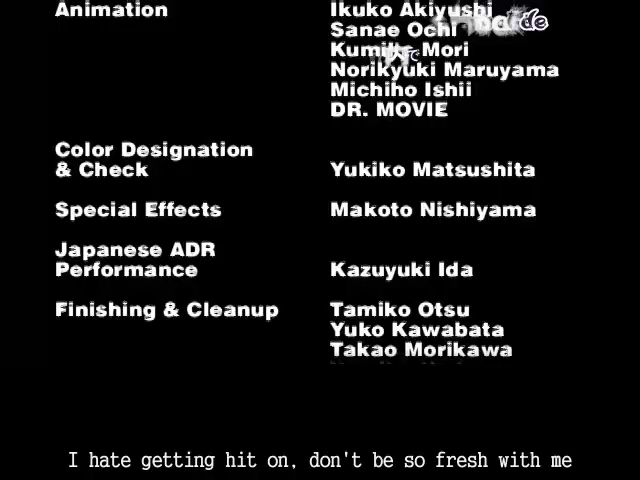 Animation
Ikuko Akiyushi
Sanae Ochi
Mori
Norikyuki Maruyama
Michiho Ishii
DR. MOVIE
Color Designation
& Check
Yukiko Matsushita
Special Effects
Makoto Nishiyama
Japanese ADR
Performance
Kazuyuki Ida
Finishing & Cleanup
Tamiko Otsu
Yuko Kawabata
Takao Morikawa
I hate getting hit on, don't be so fresh with me